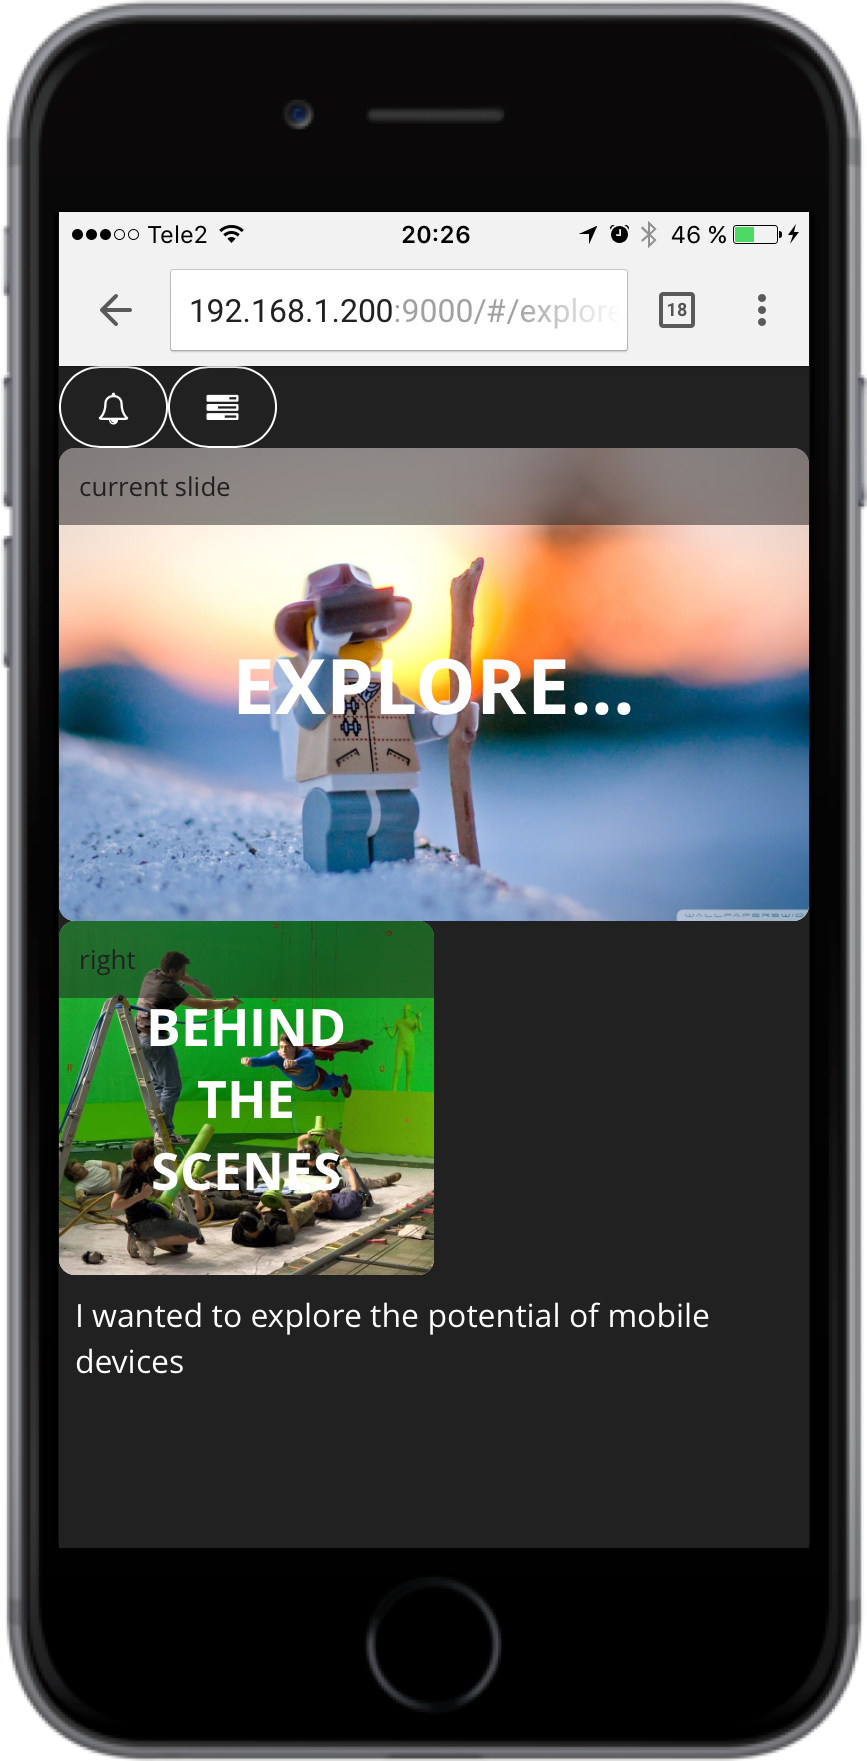 Tele2 20:26 46 %
192.168.1.200:9000/#/explore 18
current slide
EXPLORE...
right
BEHIND
THE
SCENES
I wanted to explore the potential of mobile
devices